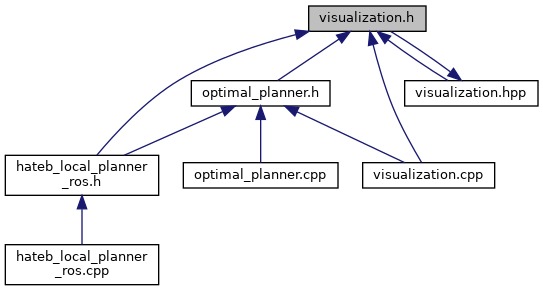 visualization.h
optimal_planner.h
visualization.hpp
hateb_local_planner
_ros.h
optimal_planner.cpp
visualization.cpp
hateb_local_planner
_ros.cpp